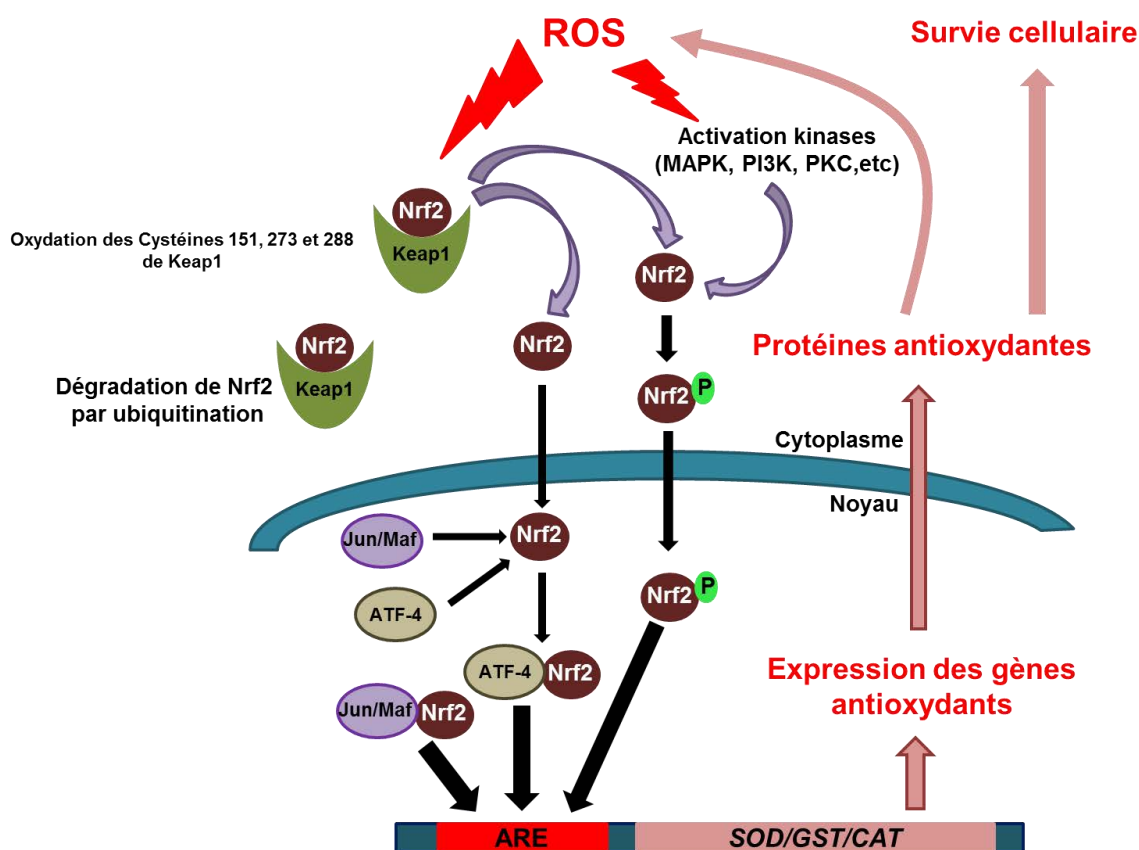 ROS
Survie cellulaire
Activation kinases
(MAPK, PI3K, PKC,etc)
Nrf2
Keap1
Oxydation des Cystéines 151, 273 et 288
de Keap1
Nrf2
Nrf2
Nrf2
Keap1
Dégradation de Nrf2
par ubiquitination
Protéines antioxydantes
Nrf2
P
Cytoplasme
Noyau
Jun/Maf
Nrf2
ATF-4
Nrf2
P
ATF-4
Nrf2
Jun/Maf
Nrf2
Expression des gènes
antioxydants
ARE
SOD/GST/CAT